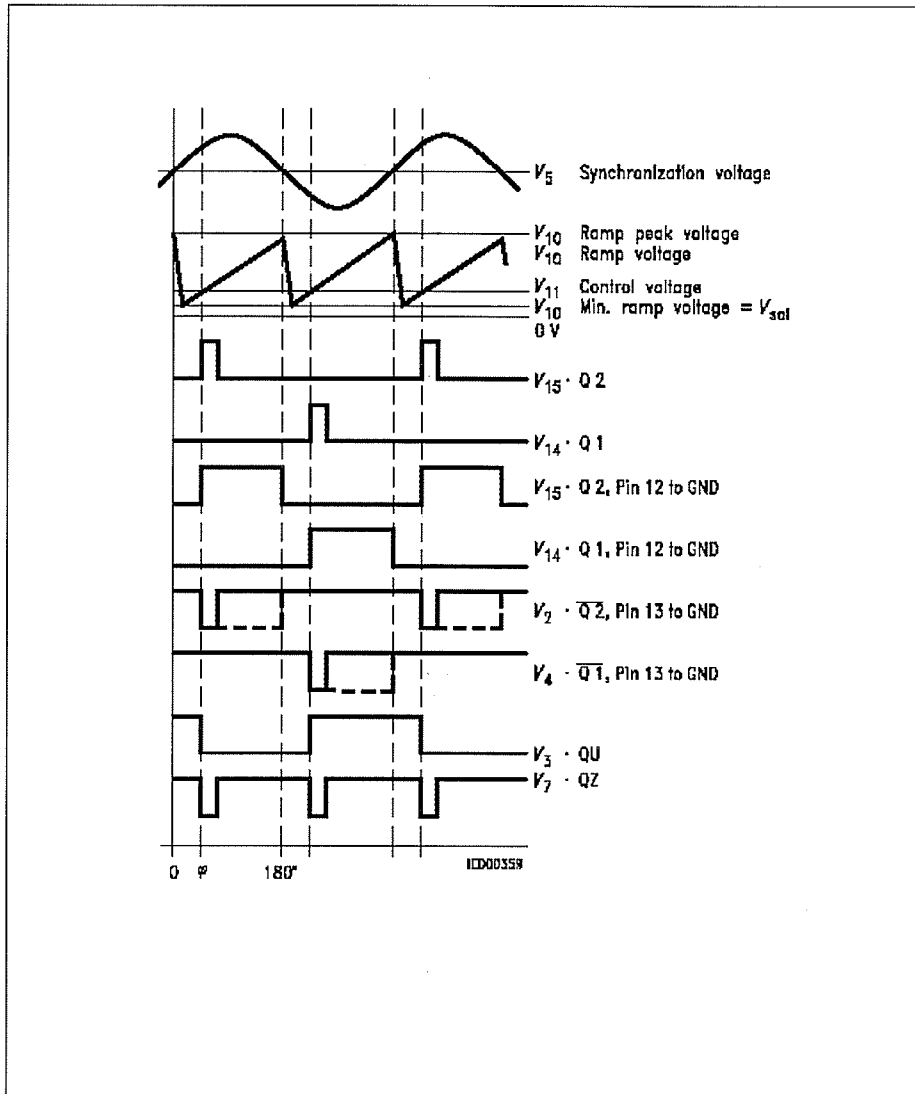 V5 Synchronization voltage
V10 Ramp peak voltage
V10 Ramp voltage
V11 Control voltage
V10 Min. ramp voltage = Vsat
0 V
V15 · Q 2
V14 · Q 1
V15 · Q 2, Pin 12 to GND
V14 · Q 1, Pin 12 to GND
V2 · Q̅2̅, Pin 13 to GND
V4 · Q̅1̅, Pin 13 to GND
V3 · QU
V7 · QZ
0 φ 180°
IED00359